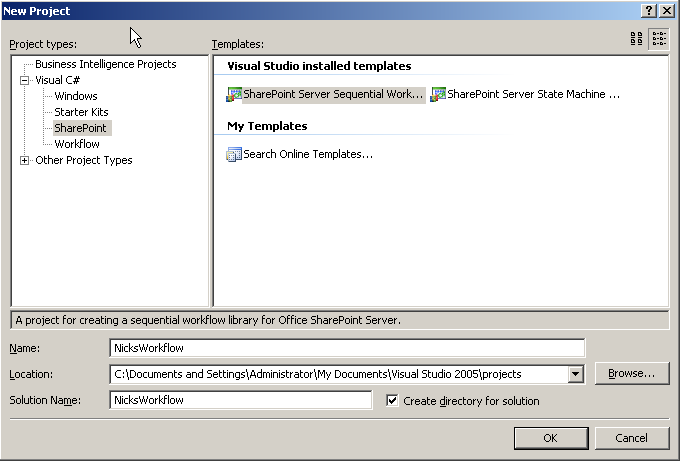 New Project
Project types:
Templates:
Business Intelligence Projects
Visual C#
Windows
Starter Kits
SharePoint
Workflow
Other Project Types
Visual Studio installed templates
SharePoint Server Sequential Work...
SharePoint Server State Machine ...
My Templates
Search Online Templates...
A project for creating a sequential workflow library for Office SharePoint Server.
Name:
NicksWorkflow
Location:
C:\Documents and Settings\Administrator\My Documents\Visual Studio 2005\projects
Browse...
Solution Name:
NicksWorkflow
Create directory for solution
OK
Cancel